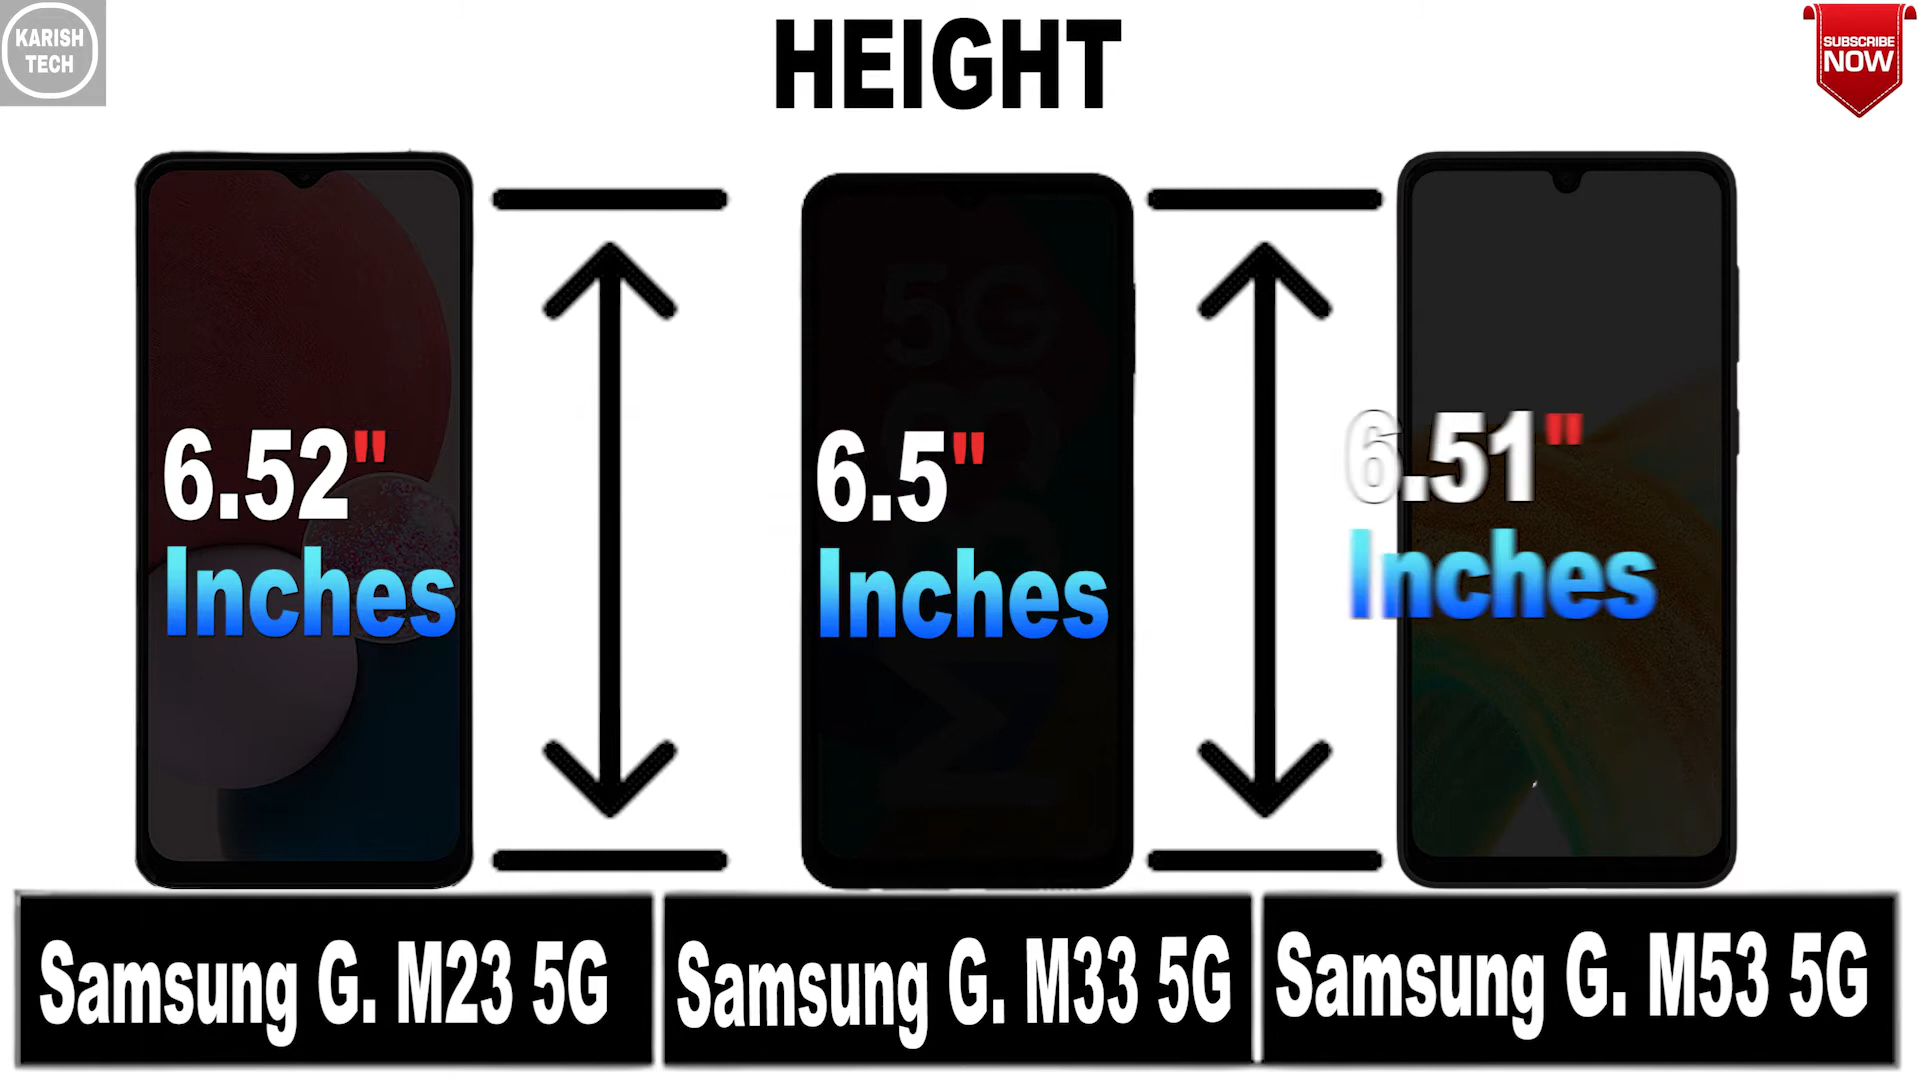 KARISH
TECH
HEIGHT
SUBSCRIBE
NOW
5G
6.52"
Inches
6.5"
Inches
6.51"
Inches
Samsung G. M23 5G
Samsung G. M33 5G
Samsung G. M53 5G